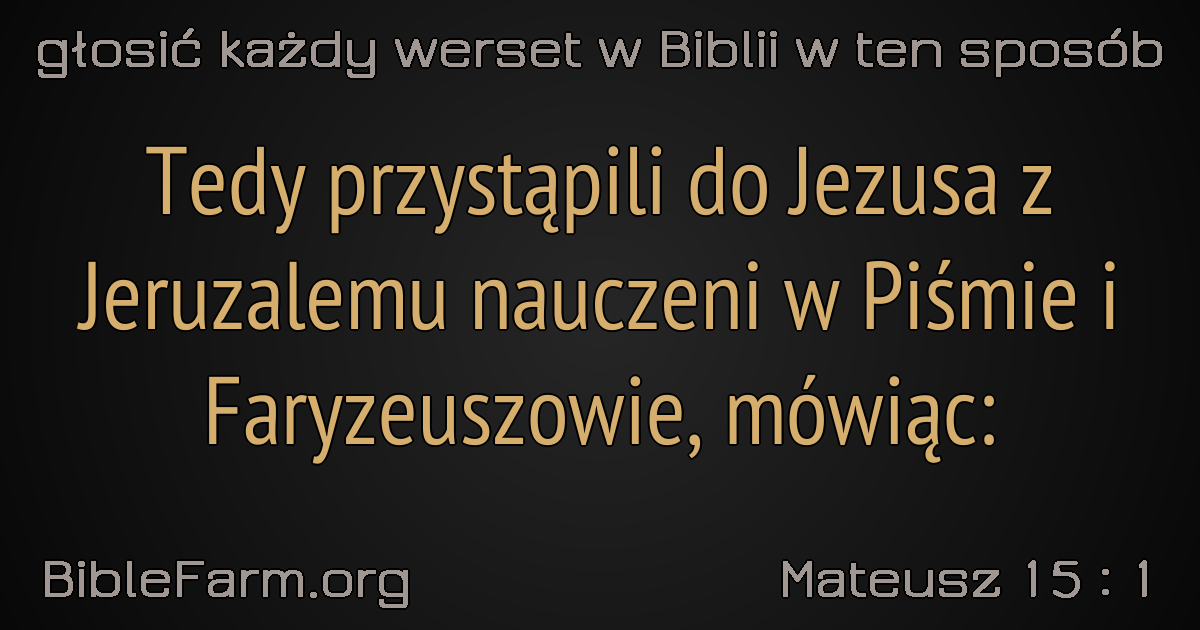 głosić każdy werset w Biblii w ten sposób
Tedy przystąpili do Jezusa z
Jeruzalemu nauczeni w Piśmie i
Faryzeuszowie, mówiąc:
BibleFarm.org
Mateusz 15 : 1